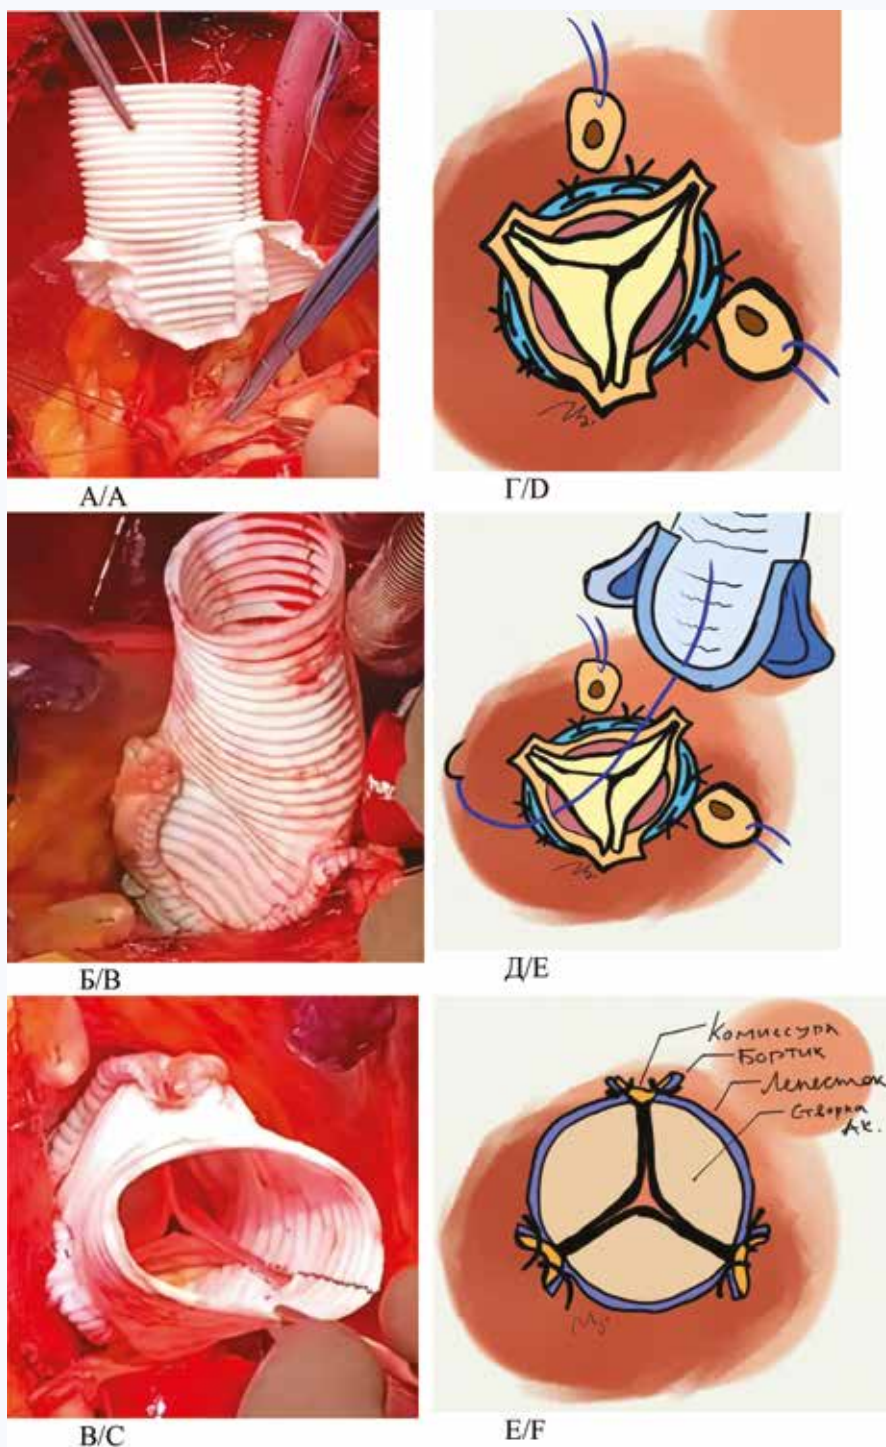 А/A
Г/D
Б/B
Д/E
Комиссура
Бортик
Лепесток
Створка
АК.
В/C
Е/F